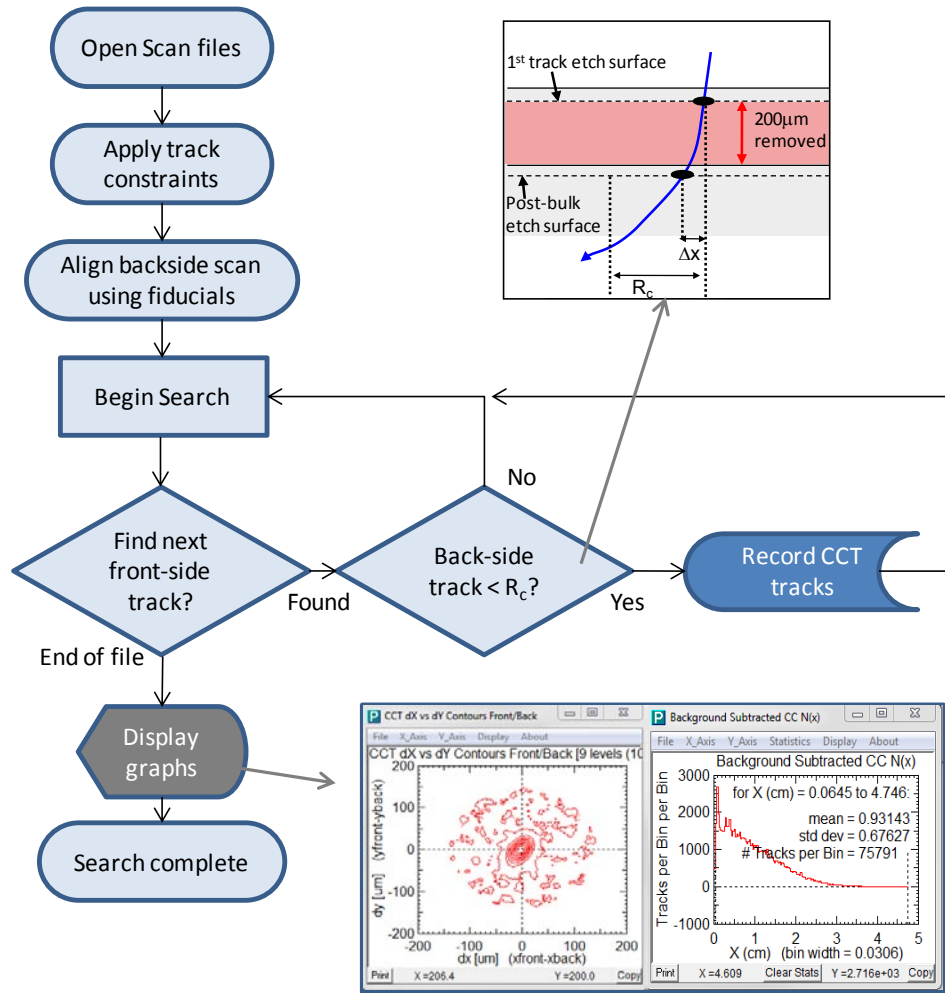 Open Scan files
Apply track
constraints
Align backside scan
using fiducials
Begin Search
Find next
front-side
track?
Found
End of file
Back-side
track < Rc?
No
Yes
Record CCT
tracks
Display
graphs
Search complete
1st track etch surface
200μm
removed
Post-bulk
etch surface
Δx
Rc
CCT dX vs dY Contours Front/Back
File X_Axis Y_Axis Display About
CCT dX vs dY Contours Front/Back [9 levels (10
dy [um] (yfront-yback)
200
100
0
-100
-200
-200 -100 0 100 200
dx [um] (xfront-xback)
Print X =206.4 Y =200.0 Copy
Background Subtracted CC N(x)
File X_Axis Y_Axis Statistics Display About
Background Subtracted CC N(x)
for X (cm) = 0.0645 to 4.746:
mean = 0.93143
std dev = 0.67627
# Tracks per Bin = 75791
Tracks per Bin per Bin
3000
2000
1000
0
-1000
0 1 2 3 4 5
X (cm) (bin width = 0.0306)
Print X =4.609 Clear Stats Y =2.716e+03 Copy